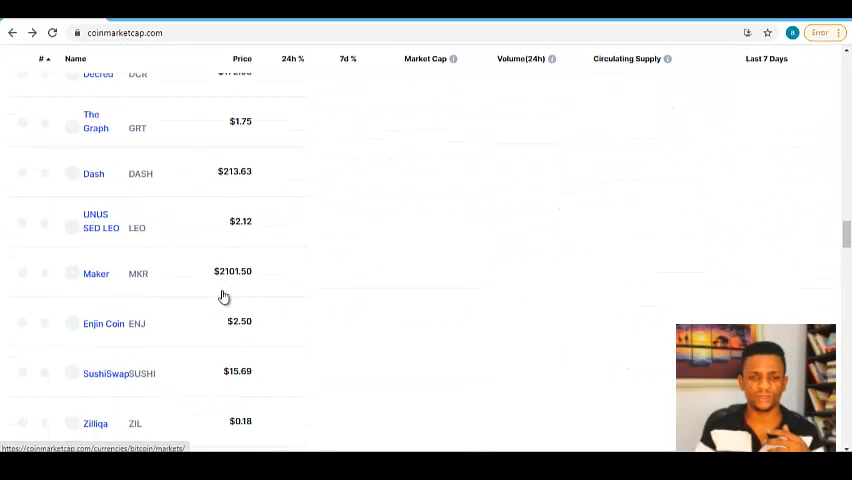 coinmarketcap.com
a
Error
# Name Price 24h % 7d % Market Cap Volume(24h) Circulating Supply Last 7 Days
Decred DCR
The
Graph GRT $1.75
Dash DASH $213.63
UNUS
SED LEO LEO $2.12
Maker MKR $2101.50
Enjin Coin ENJ $2.50
SushiSwap SUSHI $15.69
Zilliqa ZIL $0.18
https://coinmarketcap.com/currencies/bitcoin/markets/